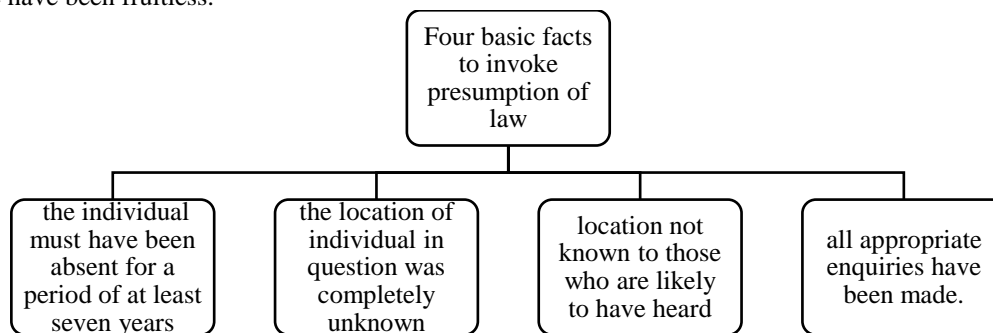 have been fruitless.
Four basic facts
to invoke
presumption of
law
the individual
must have been
absent for a
period of at least
seven years
the location of
individual in
question was
completely
unknown
location not
known to those
who are likely
to have heard
all appropriate
enquiries have
been made.